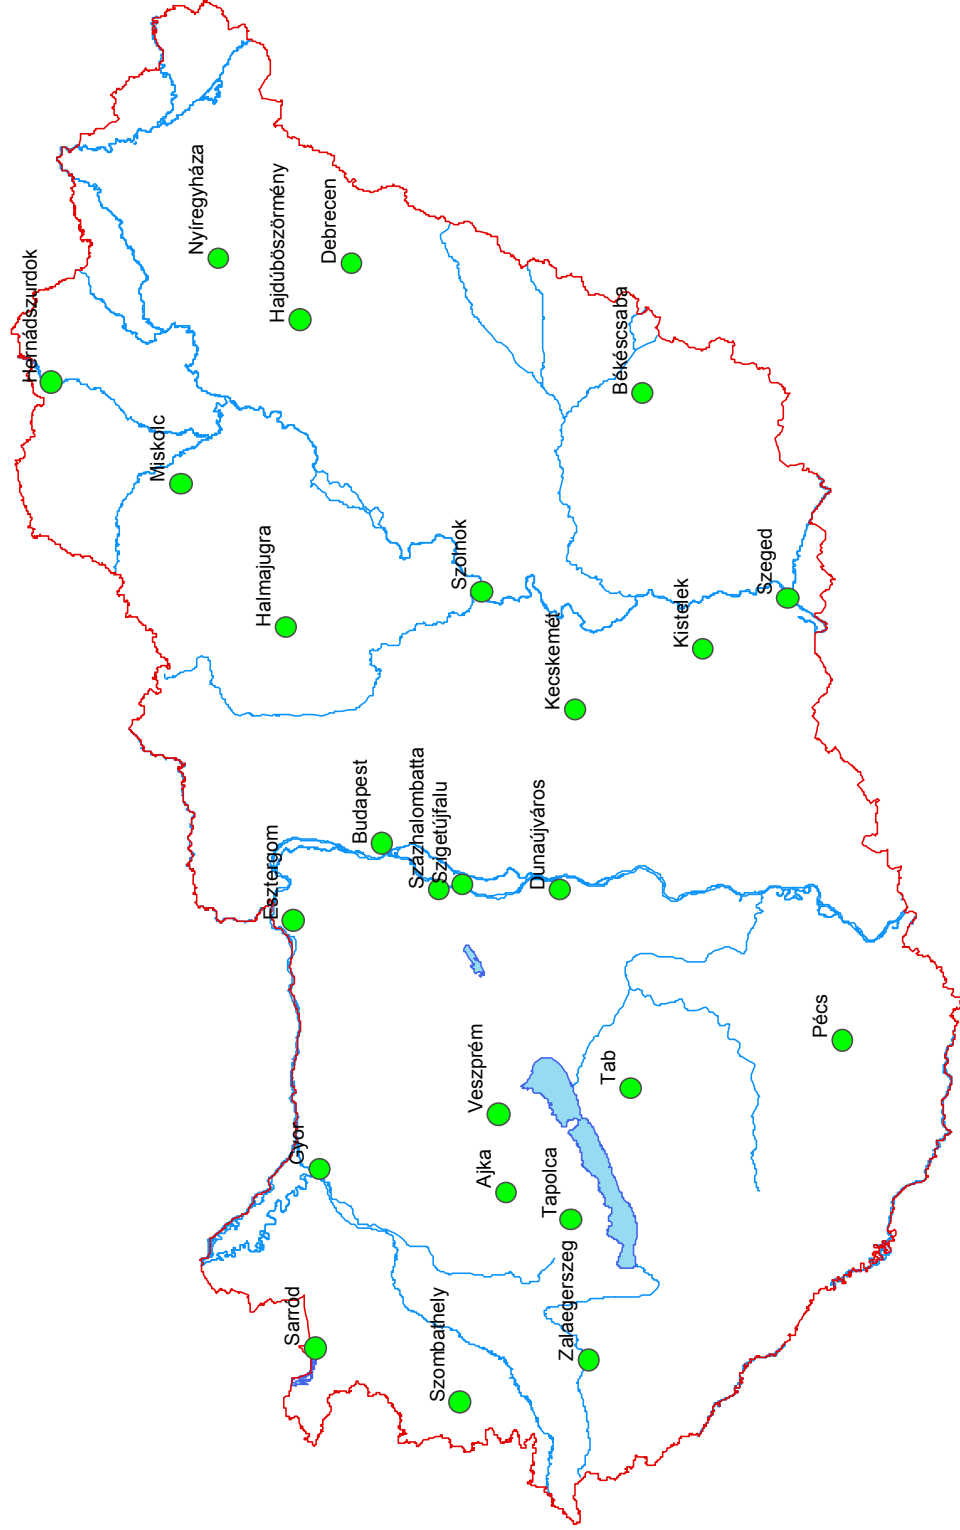 Hernádszurdok
Nyíregyháza
Miskolc
Hajdúböszörmény
Debrecen
Halmajugra
Esztergom
Gyor
Sarród
Budapest
Szolnok
Százhalombatta
Szigetújfalu
Szombathely
Veszprém
Ajka
Kecskemét
Dunaújváros
Tapolca
Zalaegerszeg
Békéscsaba
Tab
Kistelek
Szeged
Pécs